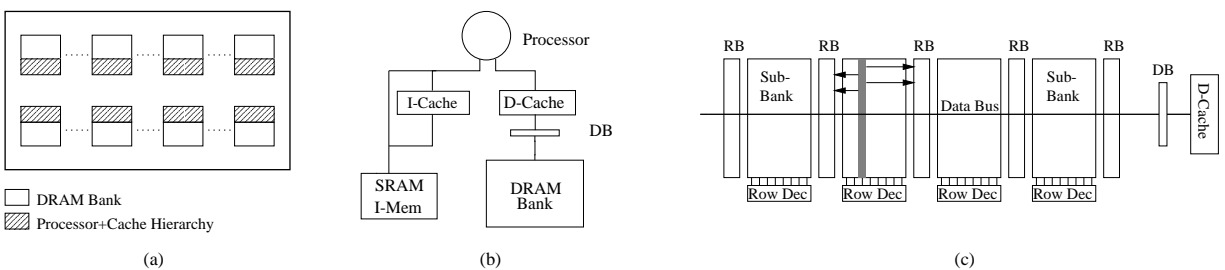 DRAM Bank
Processor+Cache Hierarchy
(a)
Processor
I-Cache
D-Cache
DB
SRAM
I-Mem
DRAM
Bank
(b)
RB
RB
RB
RB
RB
Sub-
Bank
Sub-
Bank
DB
D-Cache
Data Bus
Row Dec
Row Dec
Row Dec
Row Dec
(c)